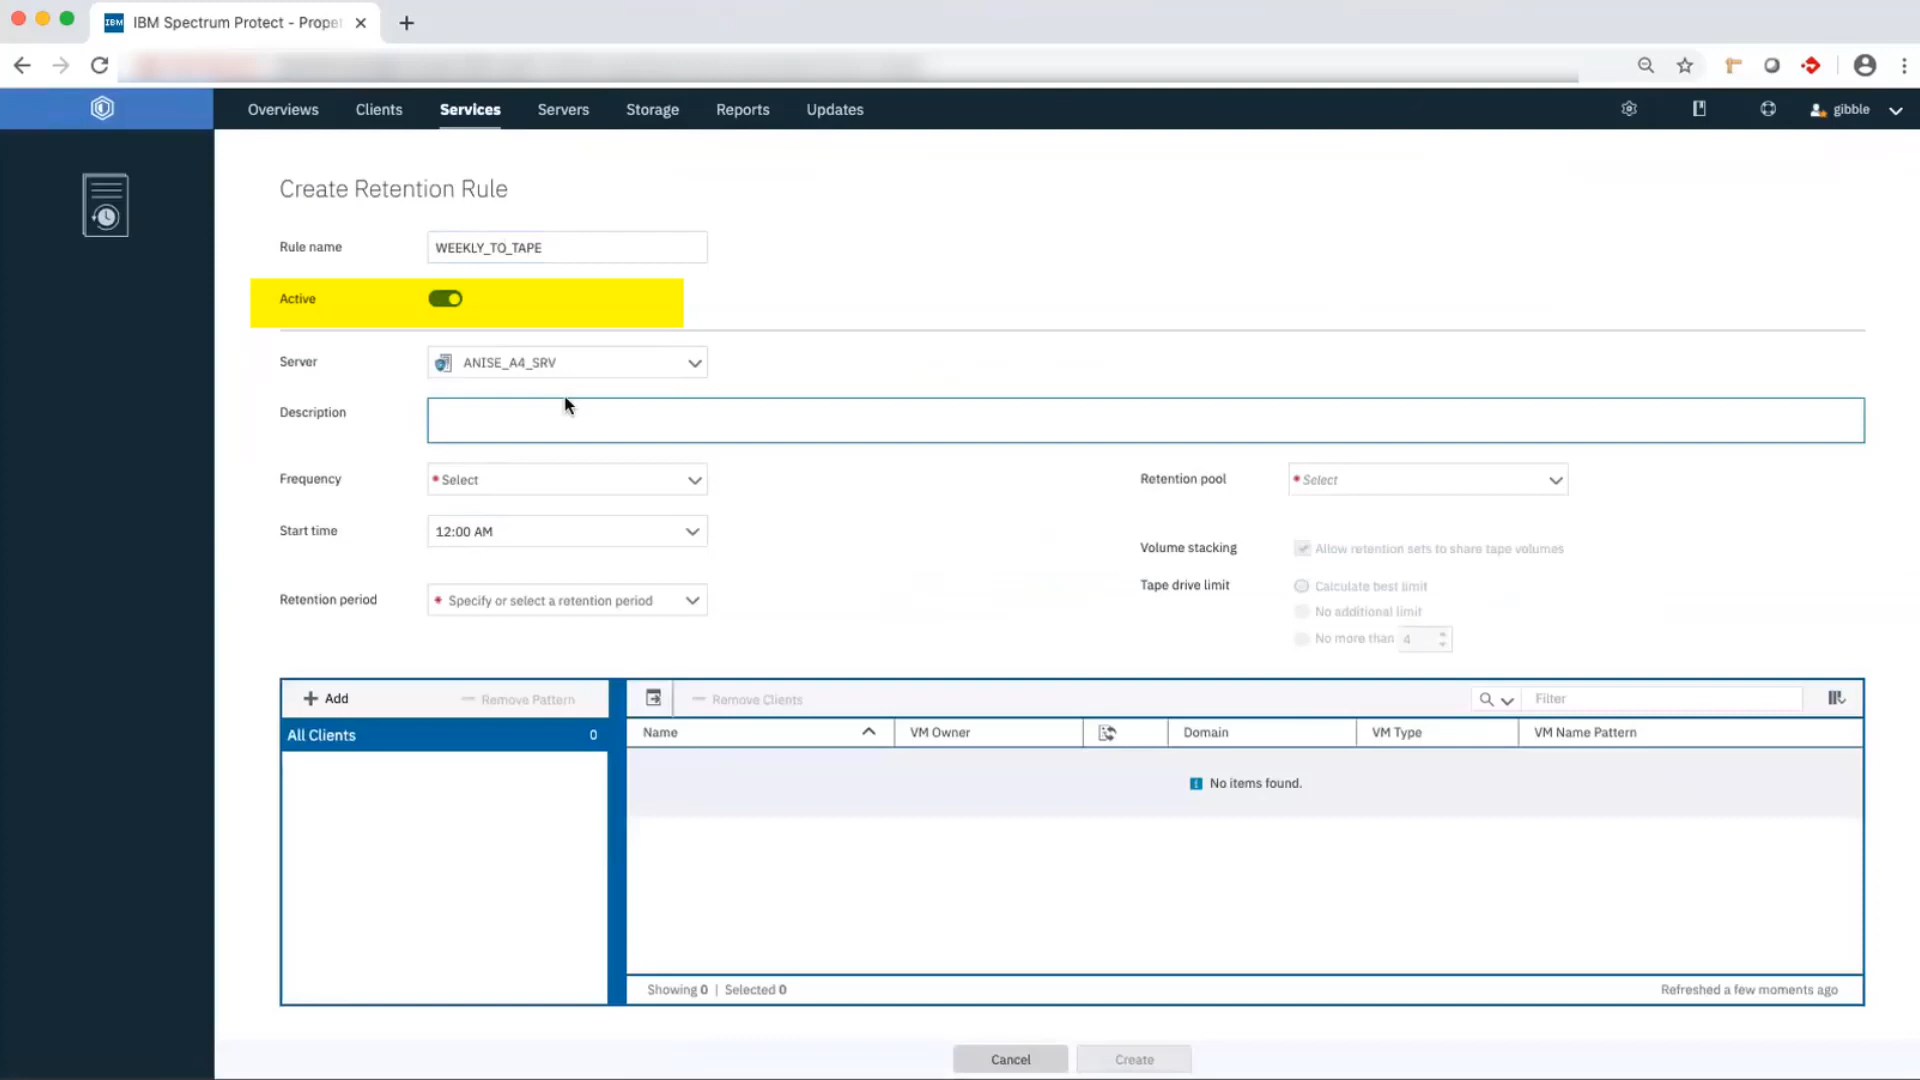 IBM Spectrum Protect - Prope
Overviews Clients Services Servers Storage Reports Updates gibble
Create Retention Rule
Rule name WEEKLY_TO_TAPE
Active
Server ANISE_A4_SRV
Description
Frequency * Select Retention pool * Select
Start time 12:00 AM
Volume stacking Allow retention sets to share tape volumes
Tape drive limit Calculate best limit
No additional limit
Retention period * Specify or select a retention period
No more than 4
+ Add — Remove Pattern — Remove Clients Filter
All Clients 0
Name VM Owner Domain VM Type VM Name Pattern
No items found.
Showing 0 | Selected 0 Refreshed a few moments ago
Cancel Create